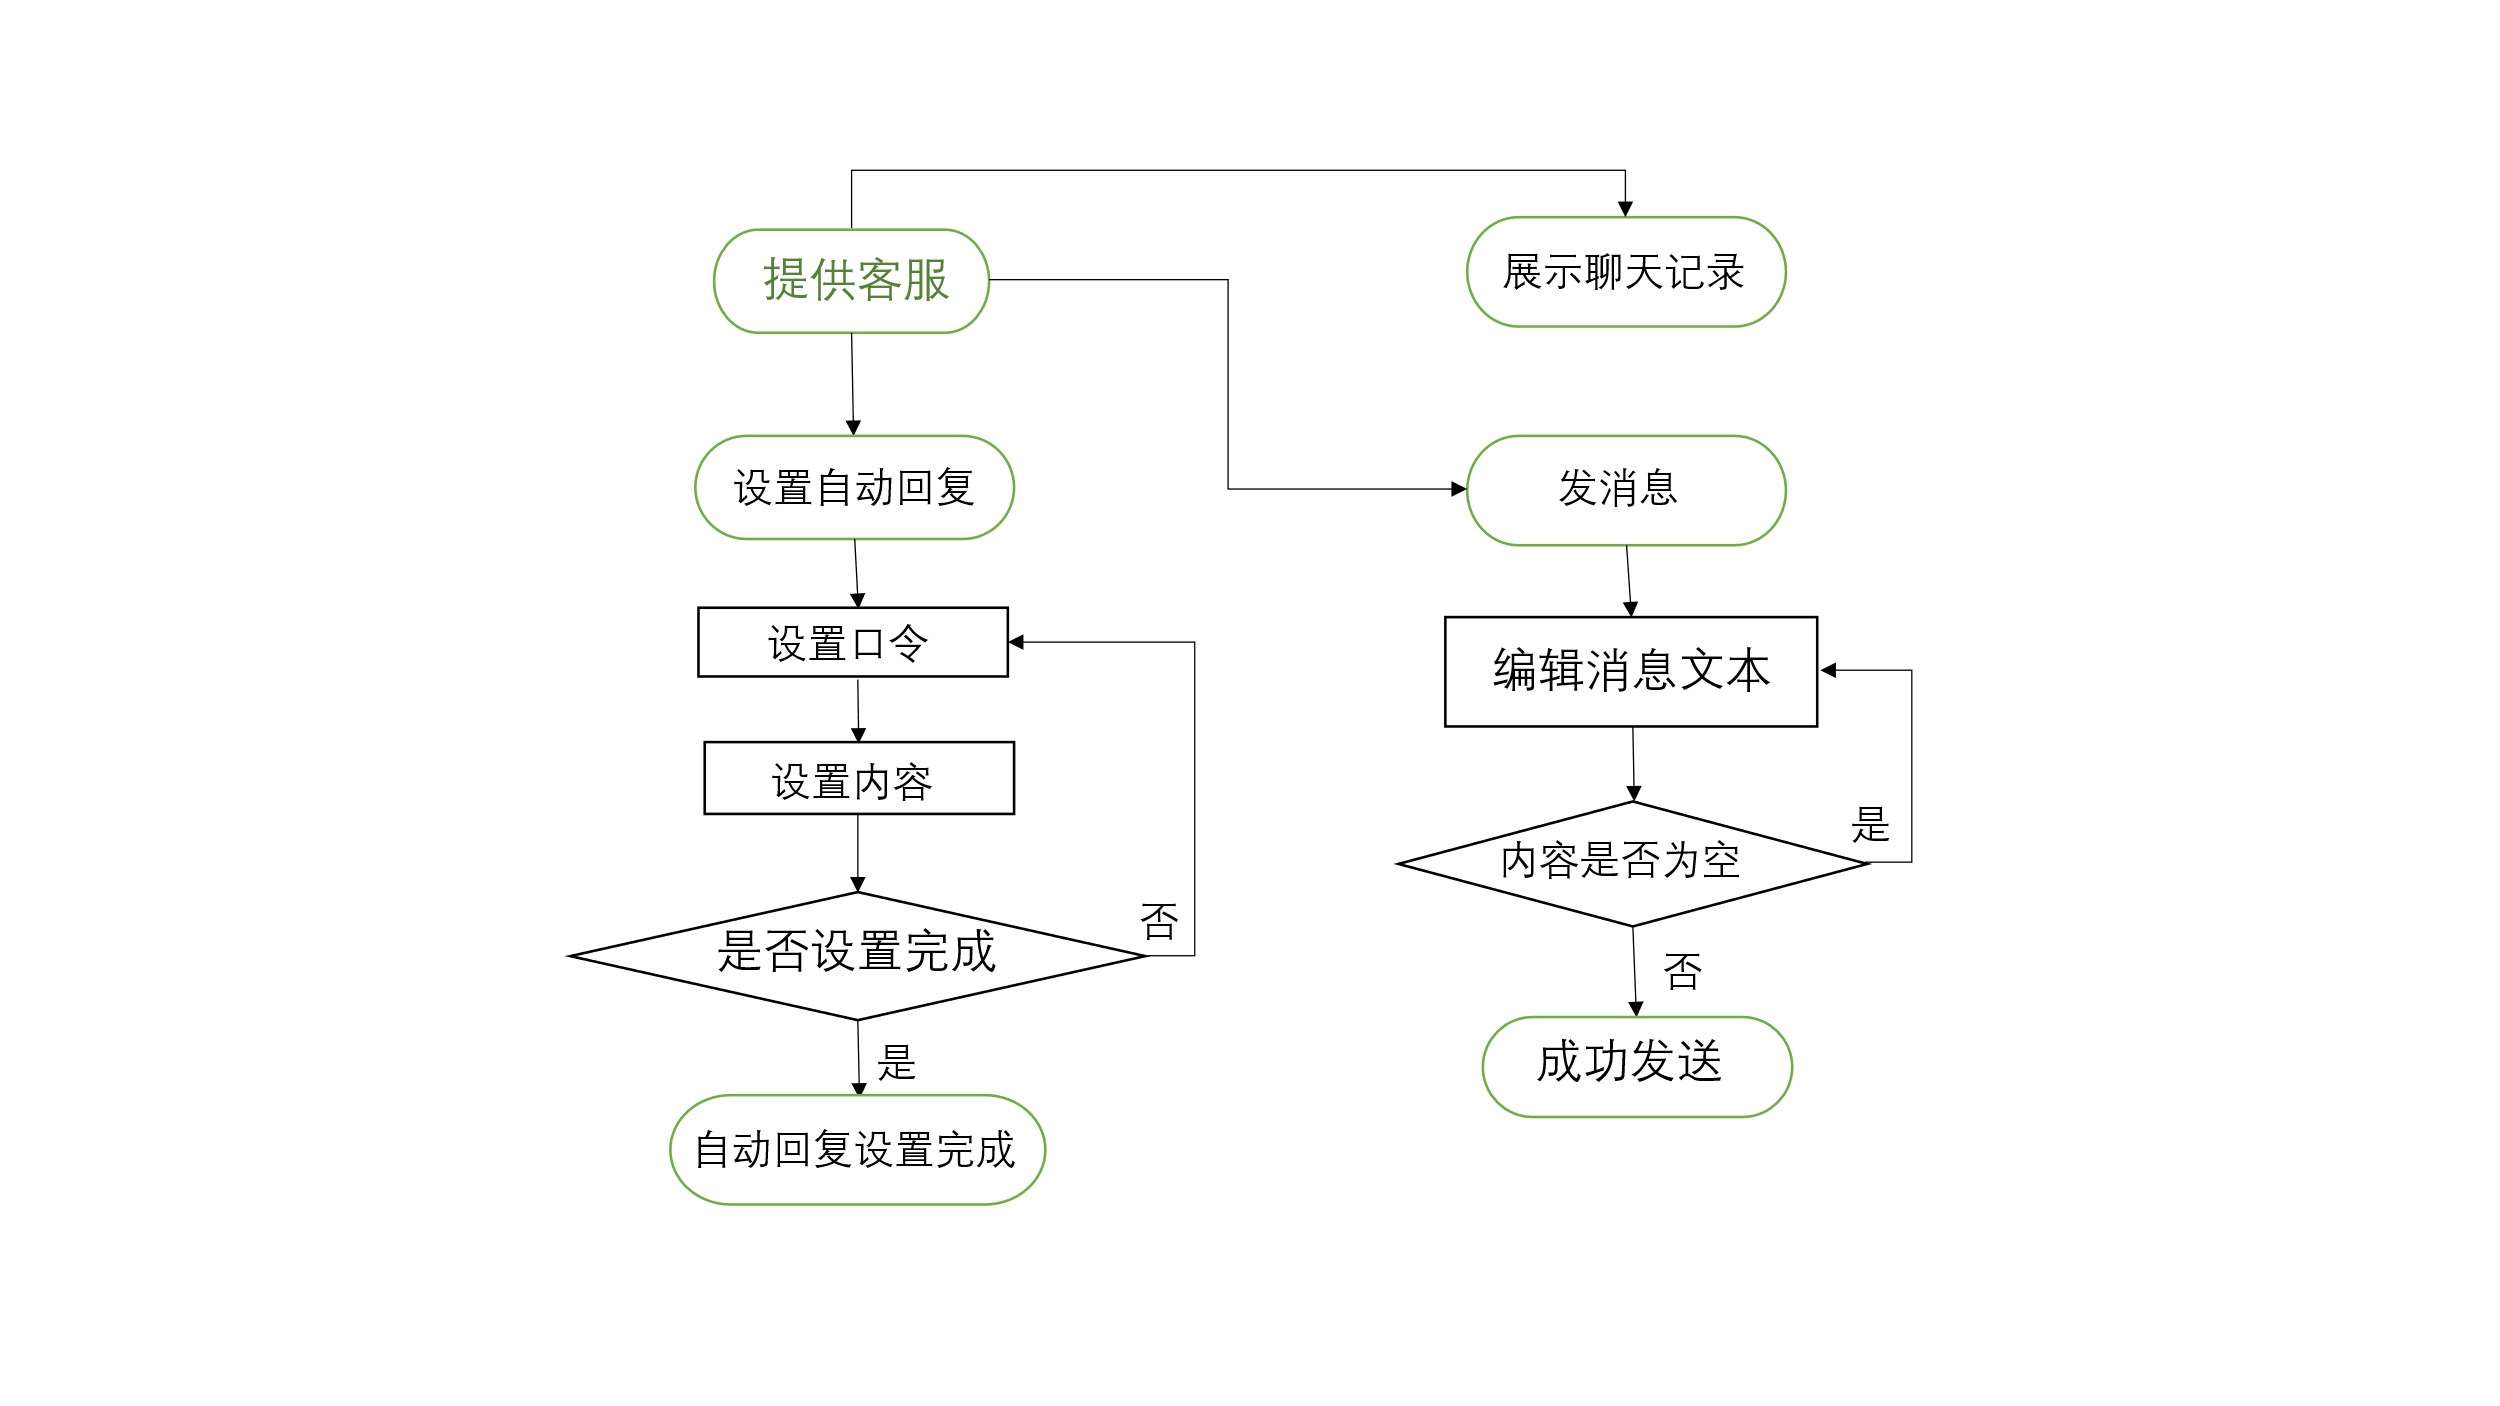 提供客服
展示聊天记录
设置自动回复
发消息
设置口令
编辑消息文本
设置内容
是
内容是否为空
否
是否设置完成
否
是
成功发送
自动回复设置完成